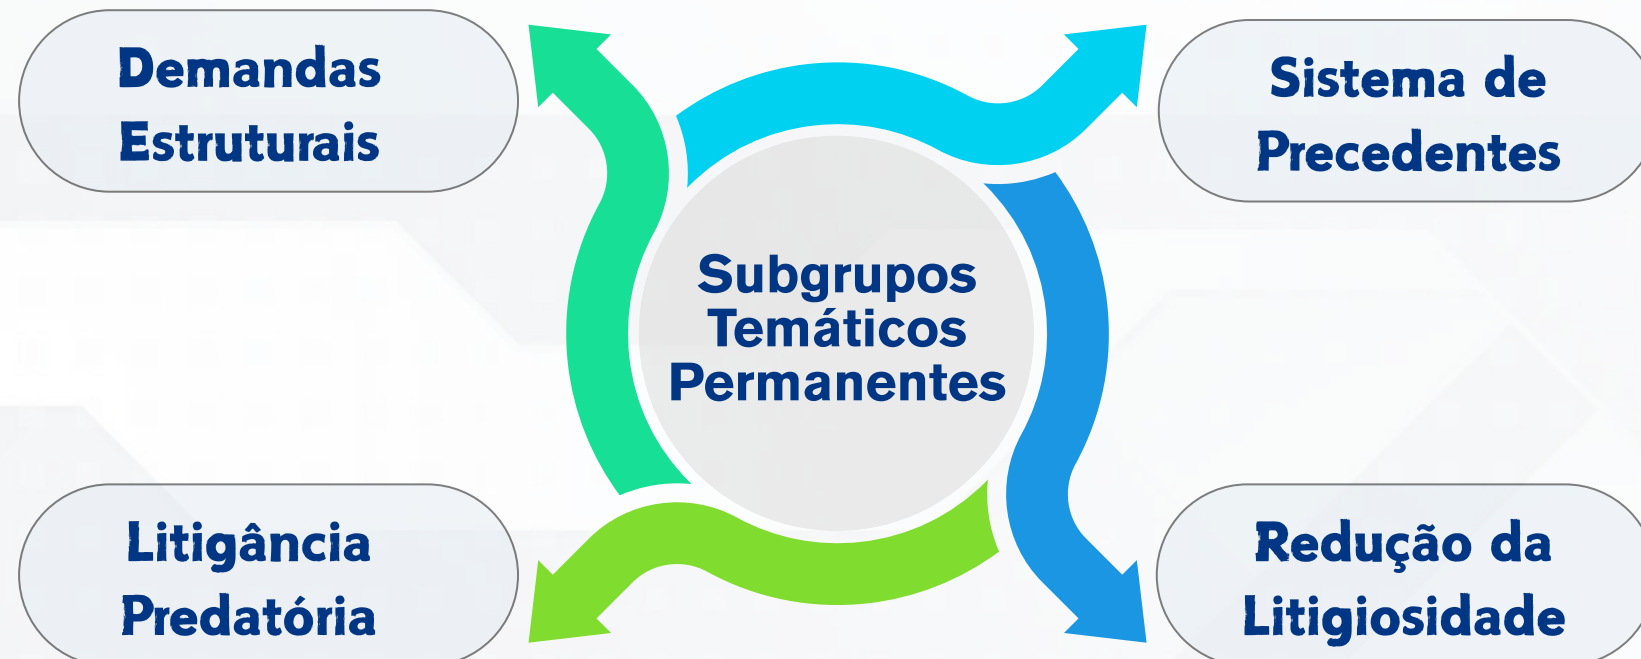 Demandas
Estruturais
Sistema de
Precedentes
Subgrupos
Temáticos
Permanentes
Litigância
Predatória
Redução da
Litigiosidade